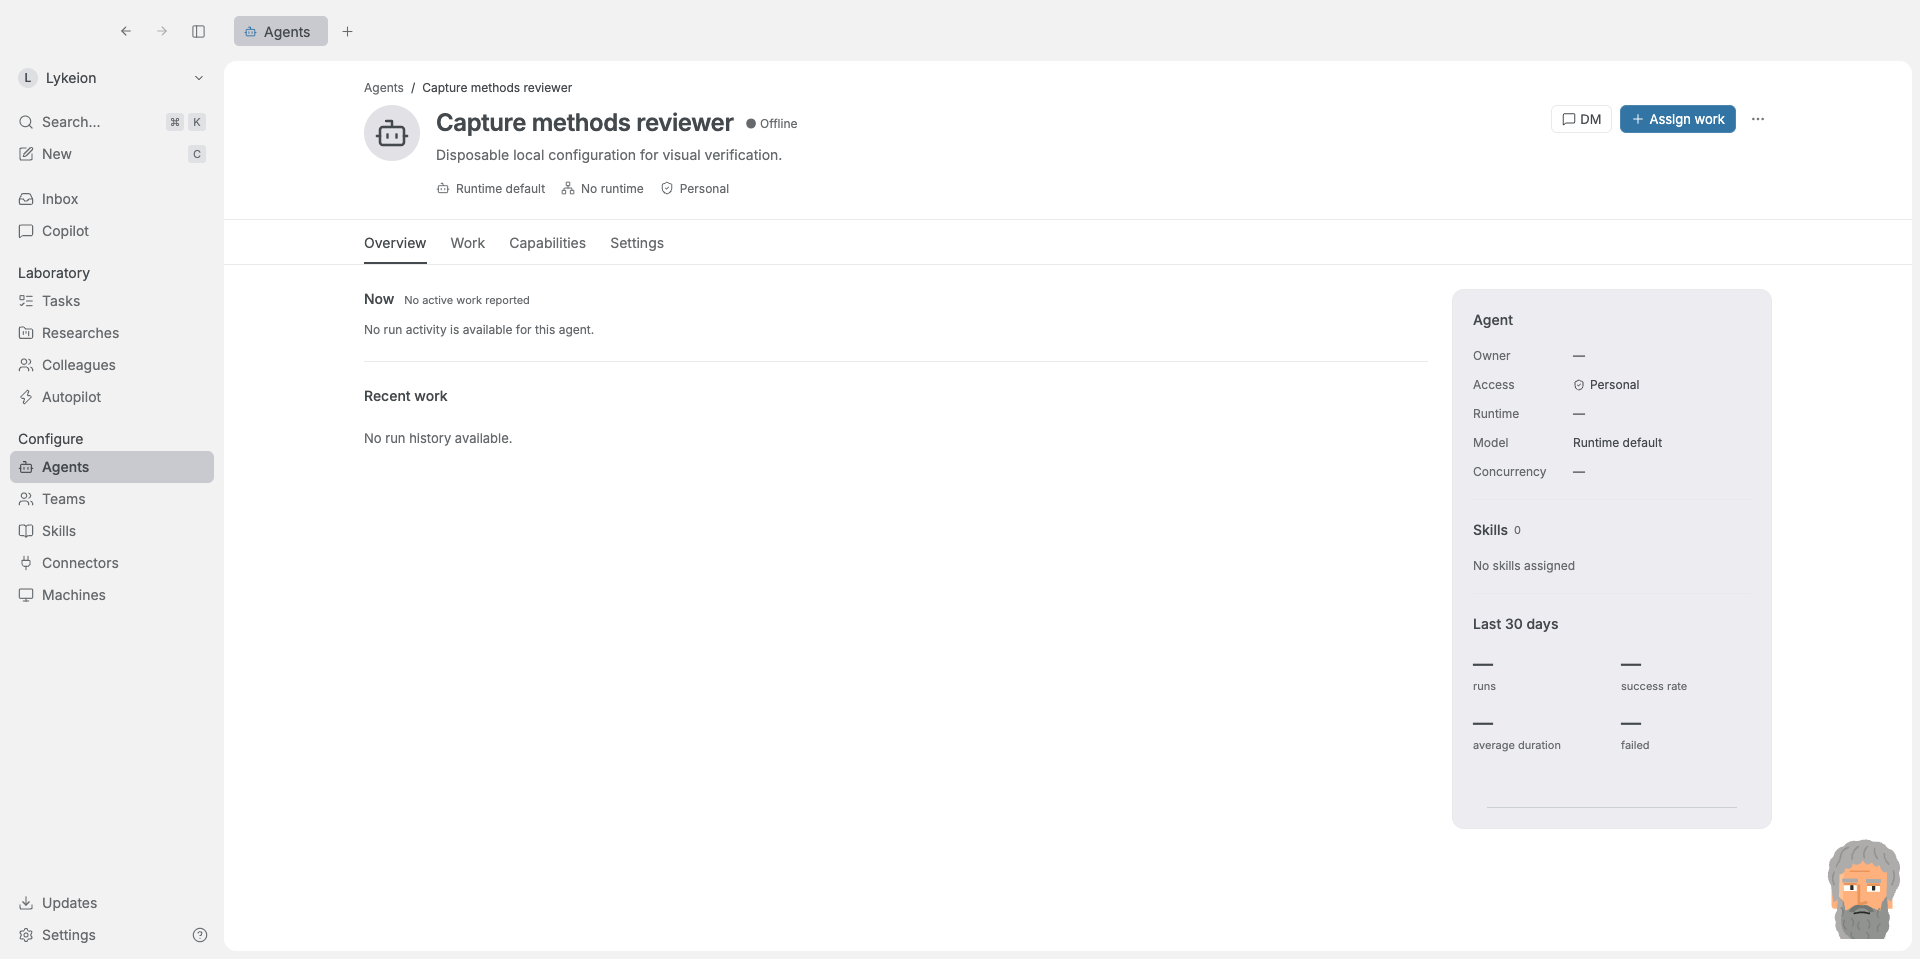 Agents
L Lykeion
Search... ⌘ K
New C
Inbox
Copilot
Laboratory
Tasks
Researches
Colleagues
Autopilot
Configure
Agents
Teams
Skills
Connectors
Machines
Updates
Settings
Agents / Capture methods reviewer
Capture methods reviewer Offline
DM Assign work
Disposable local configuration for visual verification.
Runtime default No runtime Personal
Overview Work Capabilities Settings
Now No active work reported
No run activity is available for this agent.
Recent work
No run history available.
Agent
Owner —
Access Personal
Runtime —
Model Runtime default
Concurrency —
Skills 0
No skills assigned
Last 30 days
— —
runs success rate
— —
average duration failed